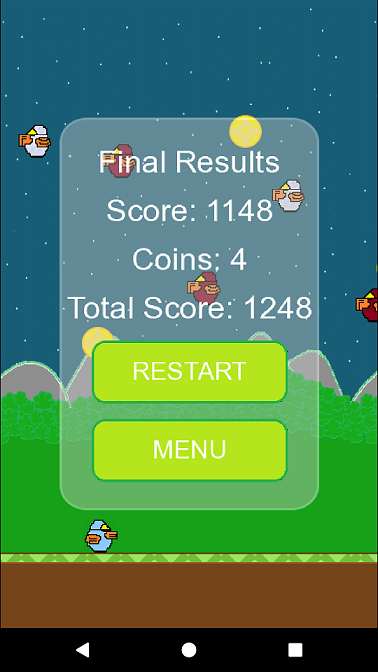 Final Results
Score: 1148
Coins: 4
Total Score: 1248
RESTART
MENU